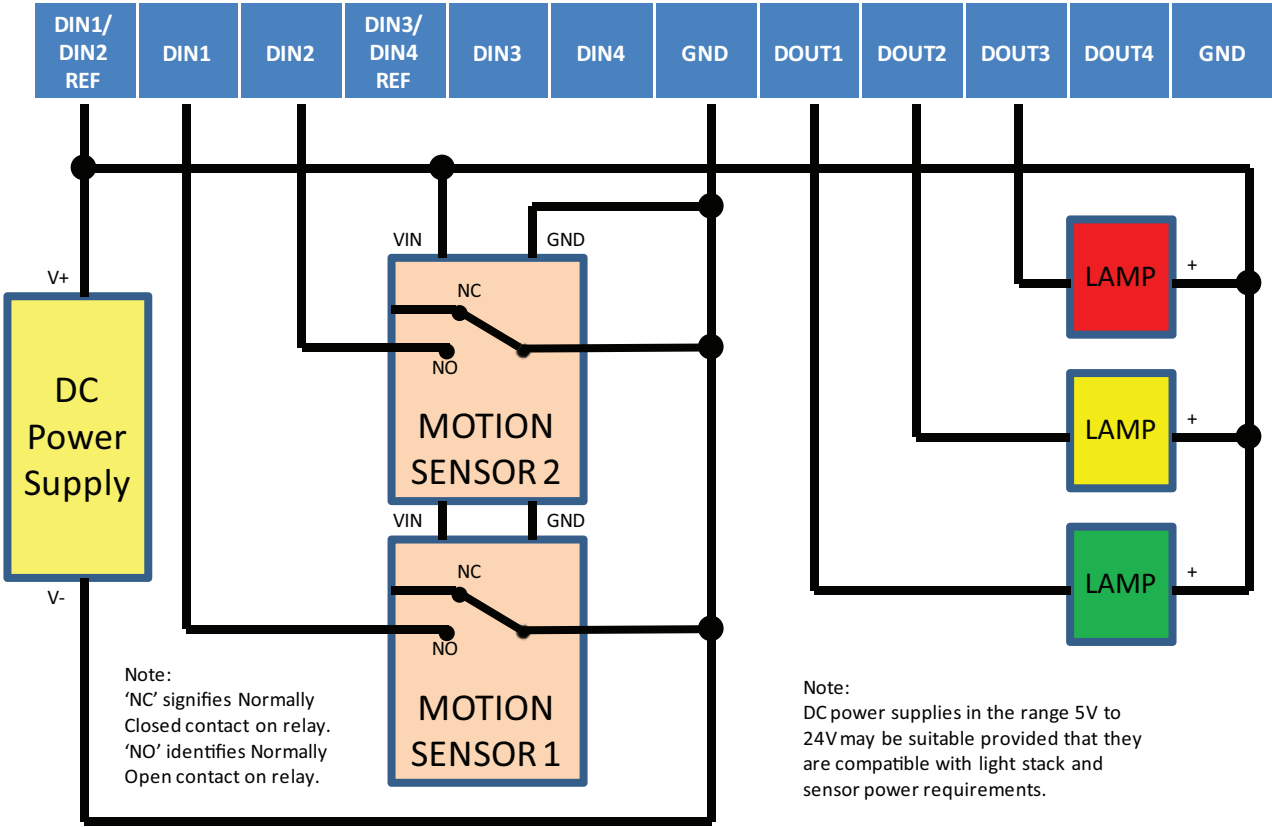 DIN1/
DIN2
REF
DIN1
DIN2
DIN3/
DIN4
REF
DIN3
DIN4
GND
DOUT1
DOUT2
DOUT3
DOUT4
GND
V+
DC
Power
Supply
V-
VIN
GND
NC
NO
MOTION
SENSOR 2
VIN
GND
NC
NO
MOTION
SENSOR 1
LAMP
+
LAMP
+
LAMP
+
Note:
‘NC’ signifies Normally
Closed contact on relay.
‘NO’ identifies Normally
Open contact on relay.
Note:
DC power supplies in the range 5V to
24V may be suitable provided that they
are compatible with light stack and
sensor power requirements.